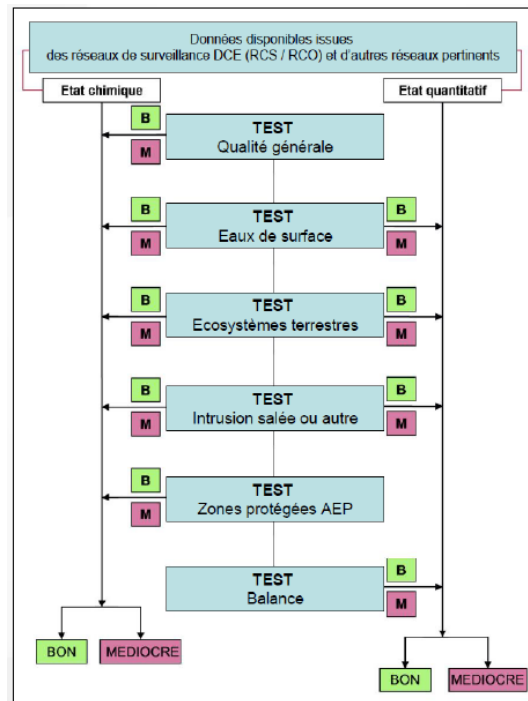 Données disponibles issues
des réseaux de surveillance DCE (RCS / RCO) et d'autres réseaux pertinents
Etat chimique
Etat quantitatif
B
M
TEST
Qualité générale
B
M
TEST
Eaux de surface
B
M
B
M
TEST
Ecosystèmes terrestres
B
M
B
M
TEST
Intrusion salée ou autre
B
M
B
M
TEST
Zones protégées AEP
TEST
Balance
B
M
BON
MEDIOCRE
BON
MEDIOCRE